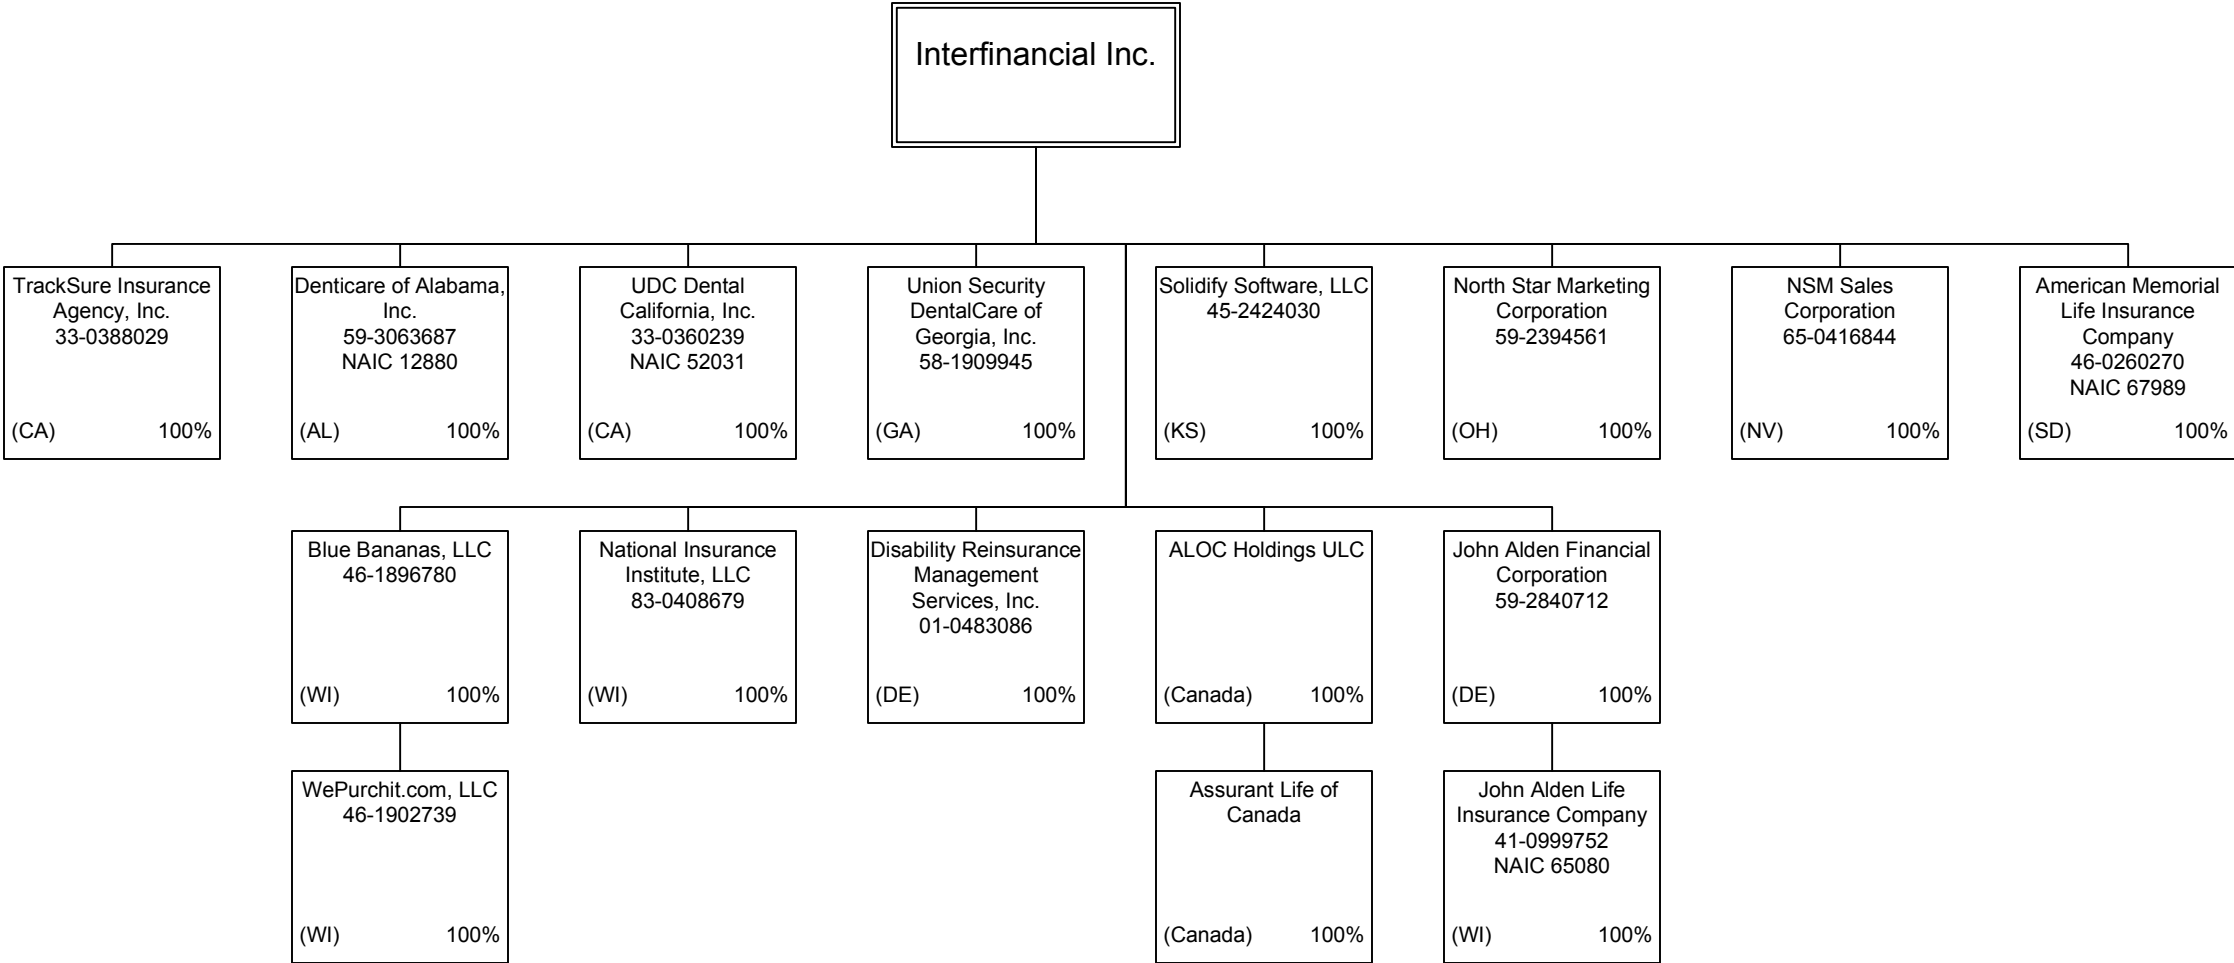 Interfinancial Inc.
TrackSure Insurance
Agency, Inc.
33-0388029
(CA) 100%
Denticare of Alabama,
Inc.
59-3063687
NAIC 12880
(AL) 100%
UDC Dental
California, Inc.
33-0360239
NAIC 52031
(CA) 100%
Union Security
DentalCare of
Georgia, Inc.
58-1909945
(GA) 100%
Solidify Software, LLC
45-2424030
(KS) 100%
North Star Marketing
Corporation
59-2394561
(OH) 100%
NSM Sales
Corporation
65-0416844
(NV) 100%
American Memorial
Life Insurance
Company
46-0260270
NAIC 67989
(SD) 100%
Blue Bananas, LLC
46-1896780
(WI) 100%
National Insurance
Institute, LLC
83-0408679
(WI) 100%
Disability Reinsurance
Management
Services, Inc.
01-0483086
(DE) 100%
ALOC Holdings ULC
(Canada) 100%
John Alden Financial
Corporation
59-2840712
(DE) 100%
WePurchit.com, LLC
46-1902739
(WI) 100%
Assurant Life of
Canada
(Canada) 100%
John Alden Life
Insurance Company
41-0999752
NAIC 65080
(WI) 100%